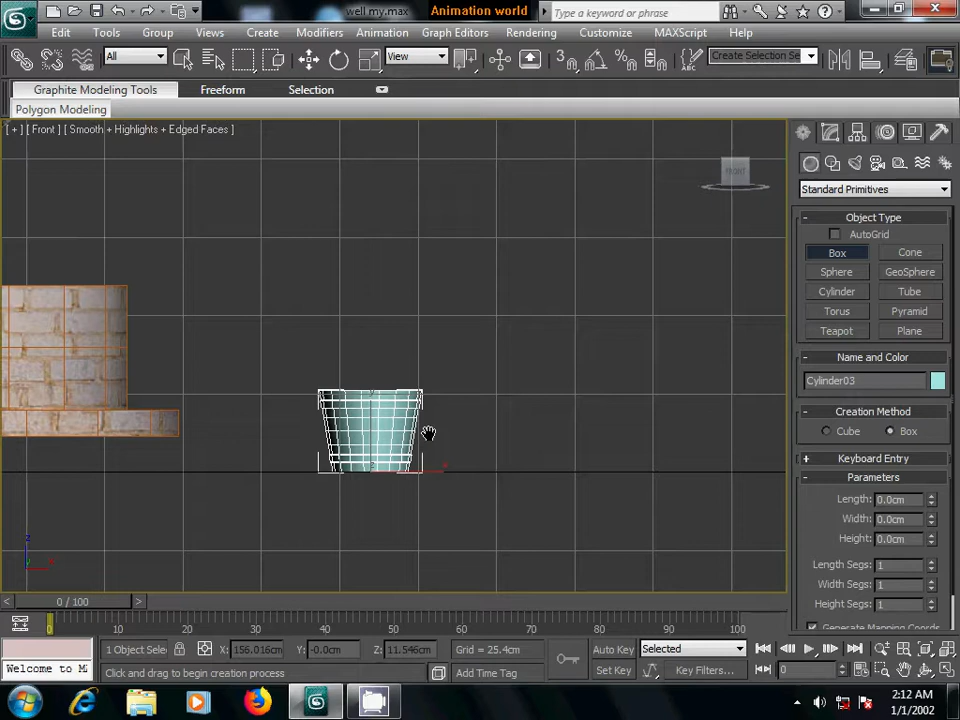 well my.max
Animation world
Type a keyword or phrase
Edit Tools Group Views Create Modifiers Animation Graph Editors Rendering Customize MAXScript Help
All
View
3
Create Selection Se
Graphite Modeling Tools Freeform Selection
Polygon Modeling
[ + ] [ Front ] [ Smooth + Highlights + Edged Faces ]
FRONT
Standard Primitives
Object Type
AutoGrid
Box Cone
Sphere GeoSphere
Cylinder Tube
Torus Pyramid
Teapot Plane
Name and Color
Cylinder03
Creation Method
Cube Box
Keyboard Entry
Parameters
Length: 0.0cm
Width: 0.0cm
Height: 0.0cm
Length Segs: 1
Width Segs: 1
Height Segs: 1
Generate Mapping Coords
z
x
0 / 100
0 10 20 30 40 50 60 70 80 90 100
1 Object Selec X: 156.016cm Y: -0.0cm Z: 11.546cm Grid = 25.4cm Auto Key Selected
Welcome to M Click and drag to begin creation process Add Time Tag Set Key Key Filters... 0
2:12 AM
1/1/2002